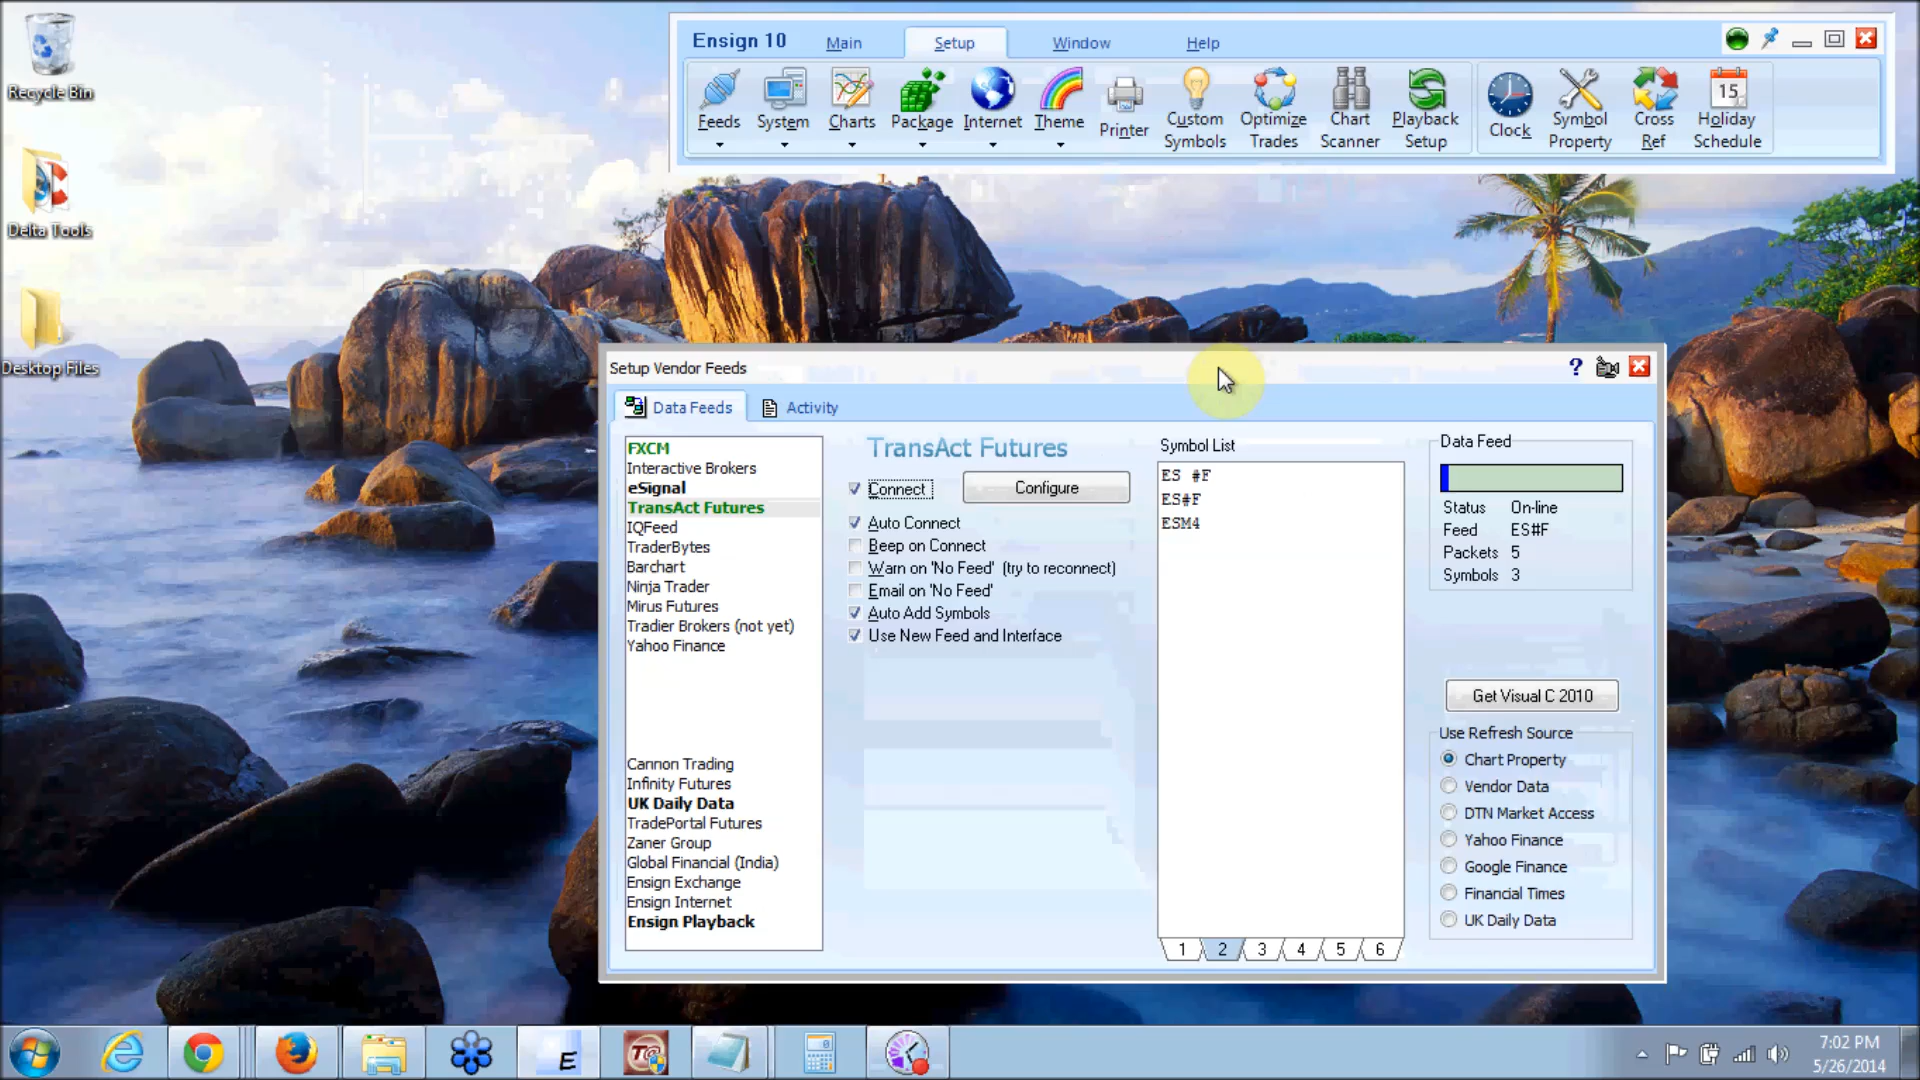 Recycle Bin
Delta Tools
Desktop Files
Ensign 10 Main Setup Window Help
Feeds System Charts Package Internet Theme Printer Custom Symbols Optimize Trades Chart Scanner Playback Setup Clock Symbol Property Cross Ref 15 Holiday Schedule
Setup Vendor Feeds ?
Data Feeds Activity
FXCM
Interactive Brokers
eSignal
TransAct Futures
IQFeed
TraderBytes
Barchart
Ninja Trader
Mirus Futures
Tradier Brokers (not yet)
Yahoo Finance
Cannon Trading
Infinity Futures
UK Daily Data
TradePortal Futures
Zaner Group
Global Financial (India)
Ensign Exchange
Ensign Internet
Ensign Playback
TransAct Futures
Connect Configure
Auto Connect
Beep on Connect
Warn on 'No Feed' (try to reconnect)
Email on 'No Feed'
Auto Add Symbols
Use New Feed and Interface
Symbol List
ES #F
ES#F
ESM4
1 2 3 4 5 6
Data Feed
Status On-line
Feed ES#F
Packets 5
Symbols 3
Get Visual C 2010
Use Refresh Source
Chart Property
Vendor Data
DTN Market Access
Yahoo Finance
Google Finance
Financial Times
UK Daily Data
E
T@
0
7:02 PM
5/26/2014